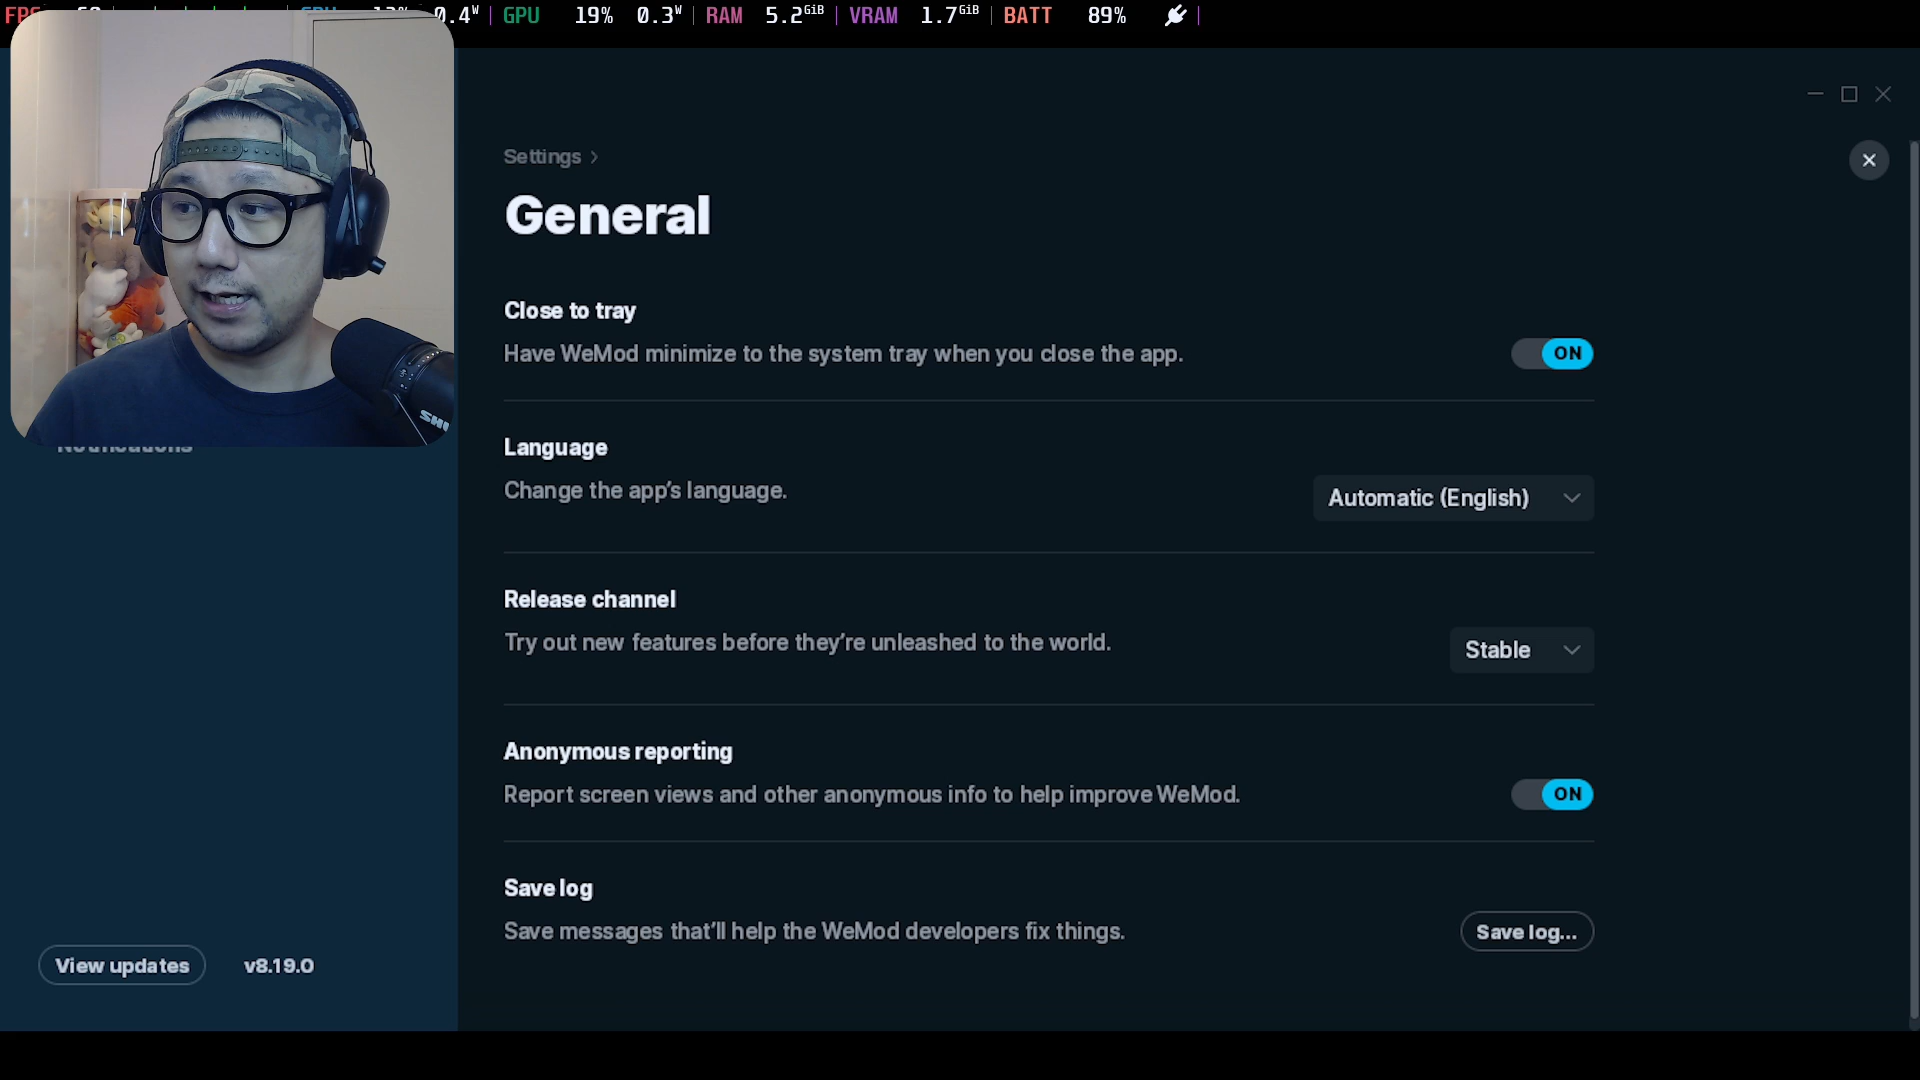 GPU 19% 0.3W RAM 5.2GiB VRAM 1.7GiB BATT 89%
Settings >
General
Close to tray
Have WeMod minimize to the system tray when you close the app.
ON
Language
Change the app’s language.
Automatic (English)
Release channel
Try out new features before they’re unleashed to the world.
Stable
Anonymous reporting
Report screen views and other anonymous info to help improve WeMod.
ON
Save log
Save messages that’ll help the WeMod developers fix things.
Save log...
Notifications
View updates
v8.19.0